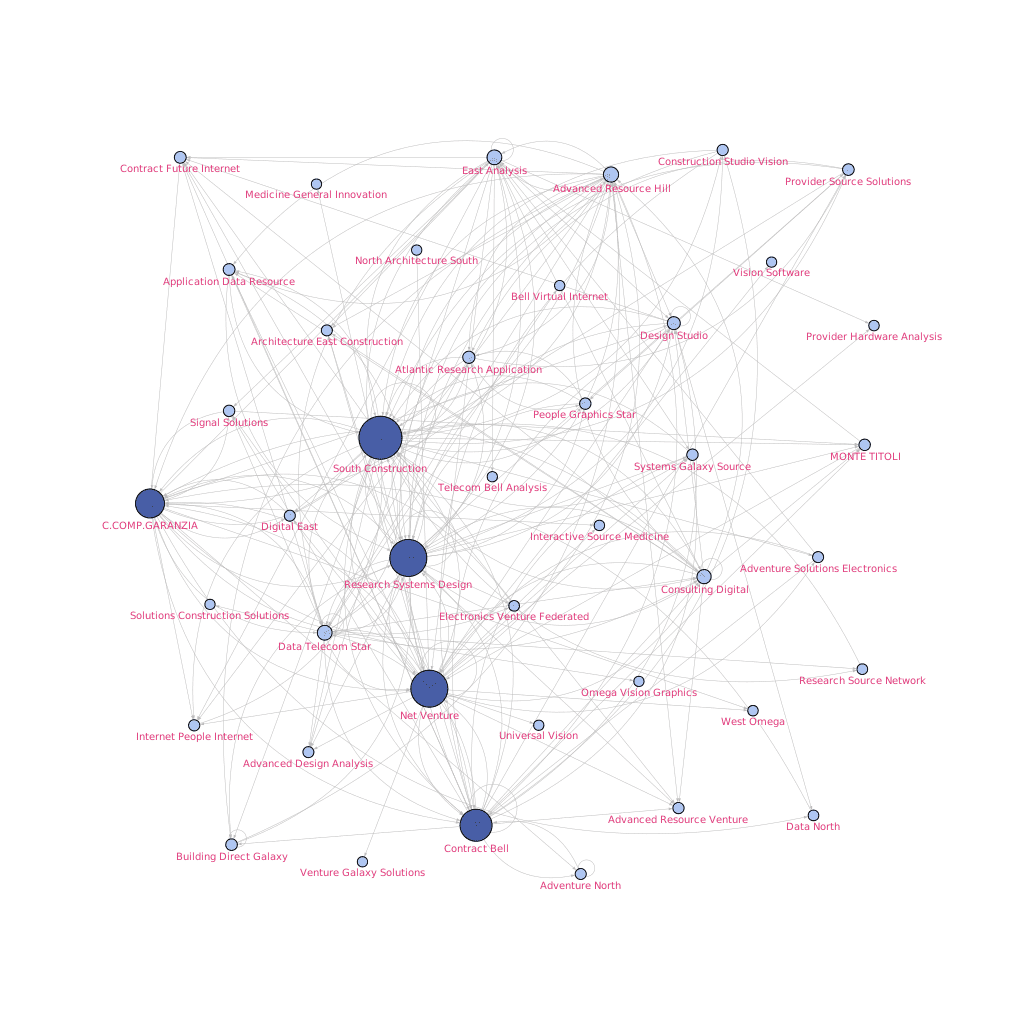 Construction Studio Vision
Contract Future Internet
East Analysis
Provider Source Solutions
Advanced Resource Hill
Medicine General Innovation
North Architecture South
Vision Software
Application Data Resource
Bell Virtual Internet
Design Studio
Provider Hardware Analysis
Architecture East Construction
Atlantic Research Application
People Graphics Star
Signal Solutions
MONTE TITOLI
South Construction
Systems Galaxy Source
Telecom Bell Analysis
C.COMP.GARANZIA
Digital East
Interactive Source Medicine
Adventure Solutions Electronics
Research Systems Design
Consulting Digital
Solutions Construction Solutions
Electronics Venture Federated
Data Telecom Star
Research Source Network
Omega Vision Graphics
Net Venture
West Omega
Internet People Internet
Universal Vision
Advanced Design Analysis
Advanced Resource Venture
Data North
Contract Bell
Building Direct Galaxy
Venture Galaxy Solutions
Adventure North